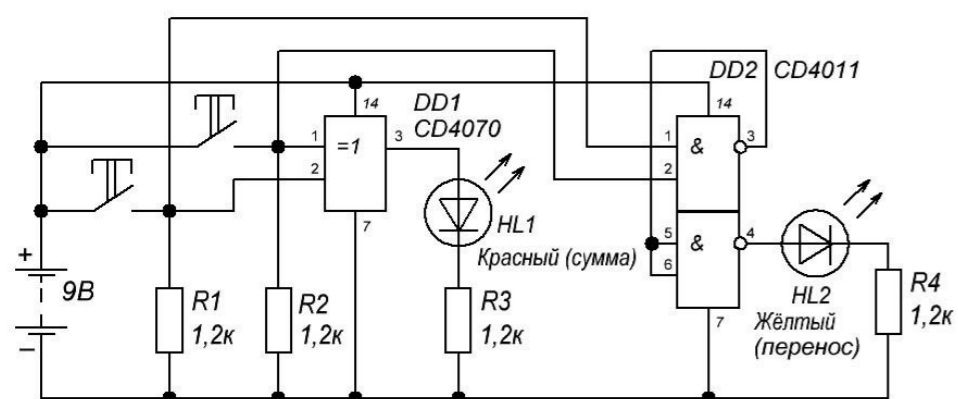 DD2 CD4011
14
14
DD1
CD4070
1
=1
3
2
7
1
&
3
2
5
&
4
6
7
HL1
Красный (сумма)
HL2
Жёлтый
(перенос)
+
9В
–
R1
1,2к
R2
1,2к
R3
1,2к
R4
1,2к